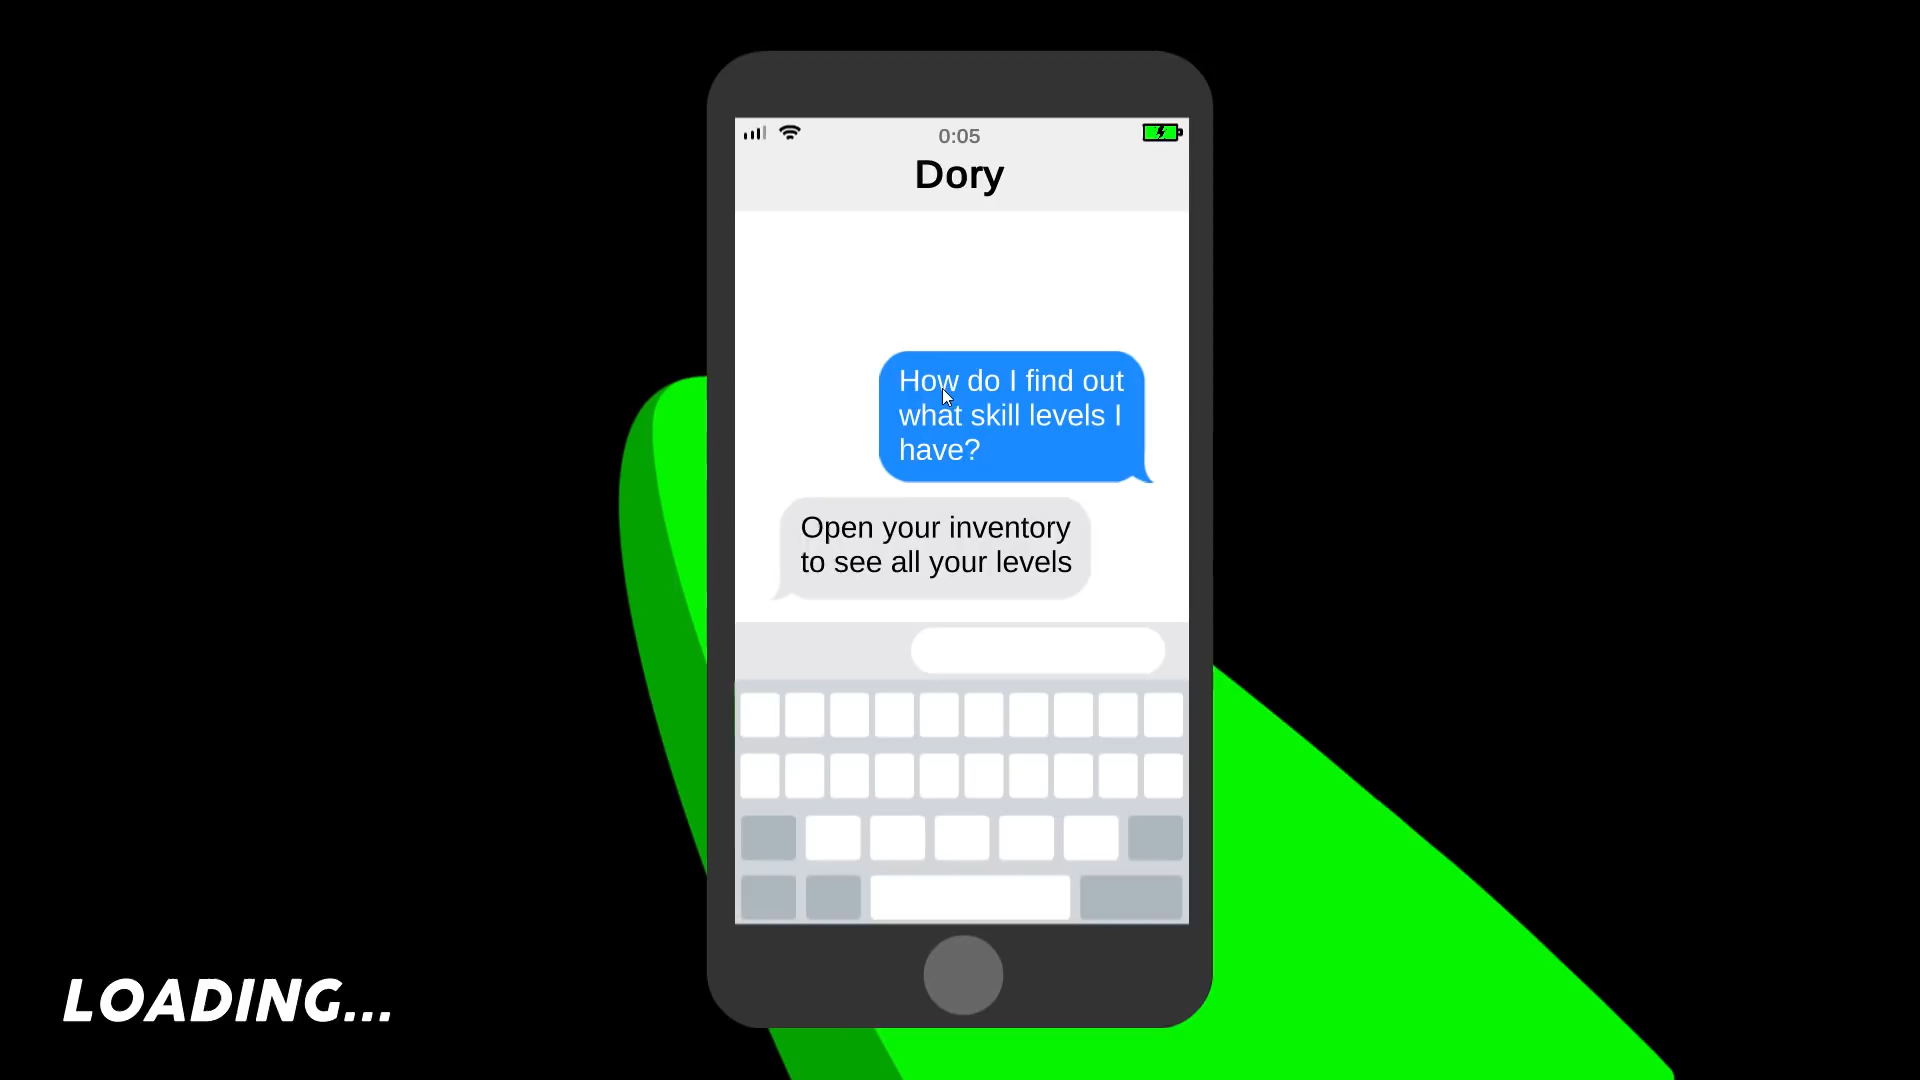 0:05
Dory
How do I find out
what skill levels I
have?
Open your inventory
to see all your levels
LOADING...